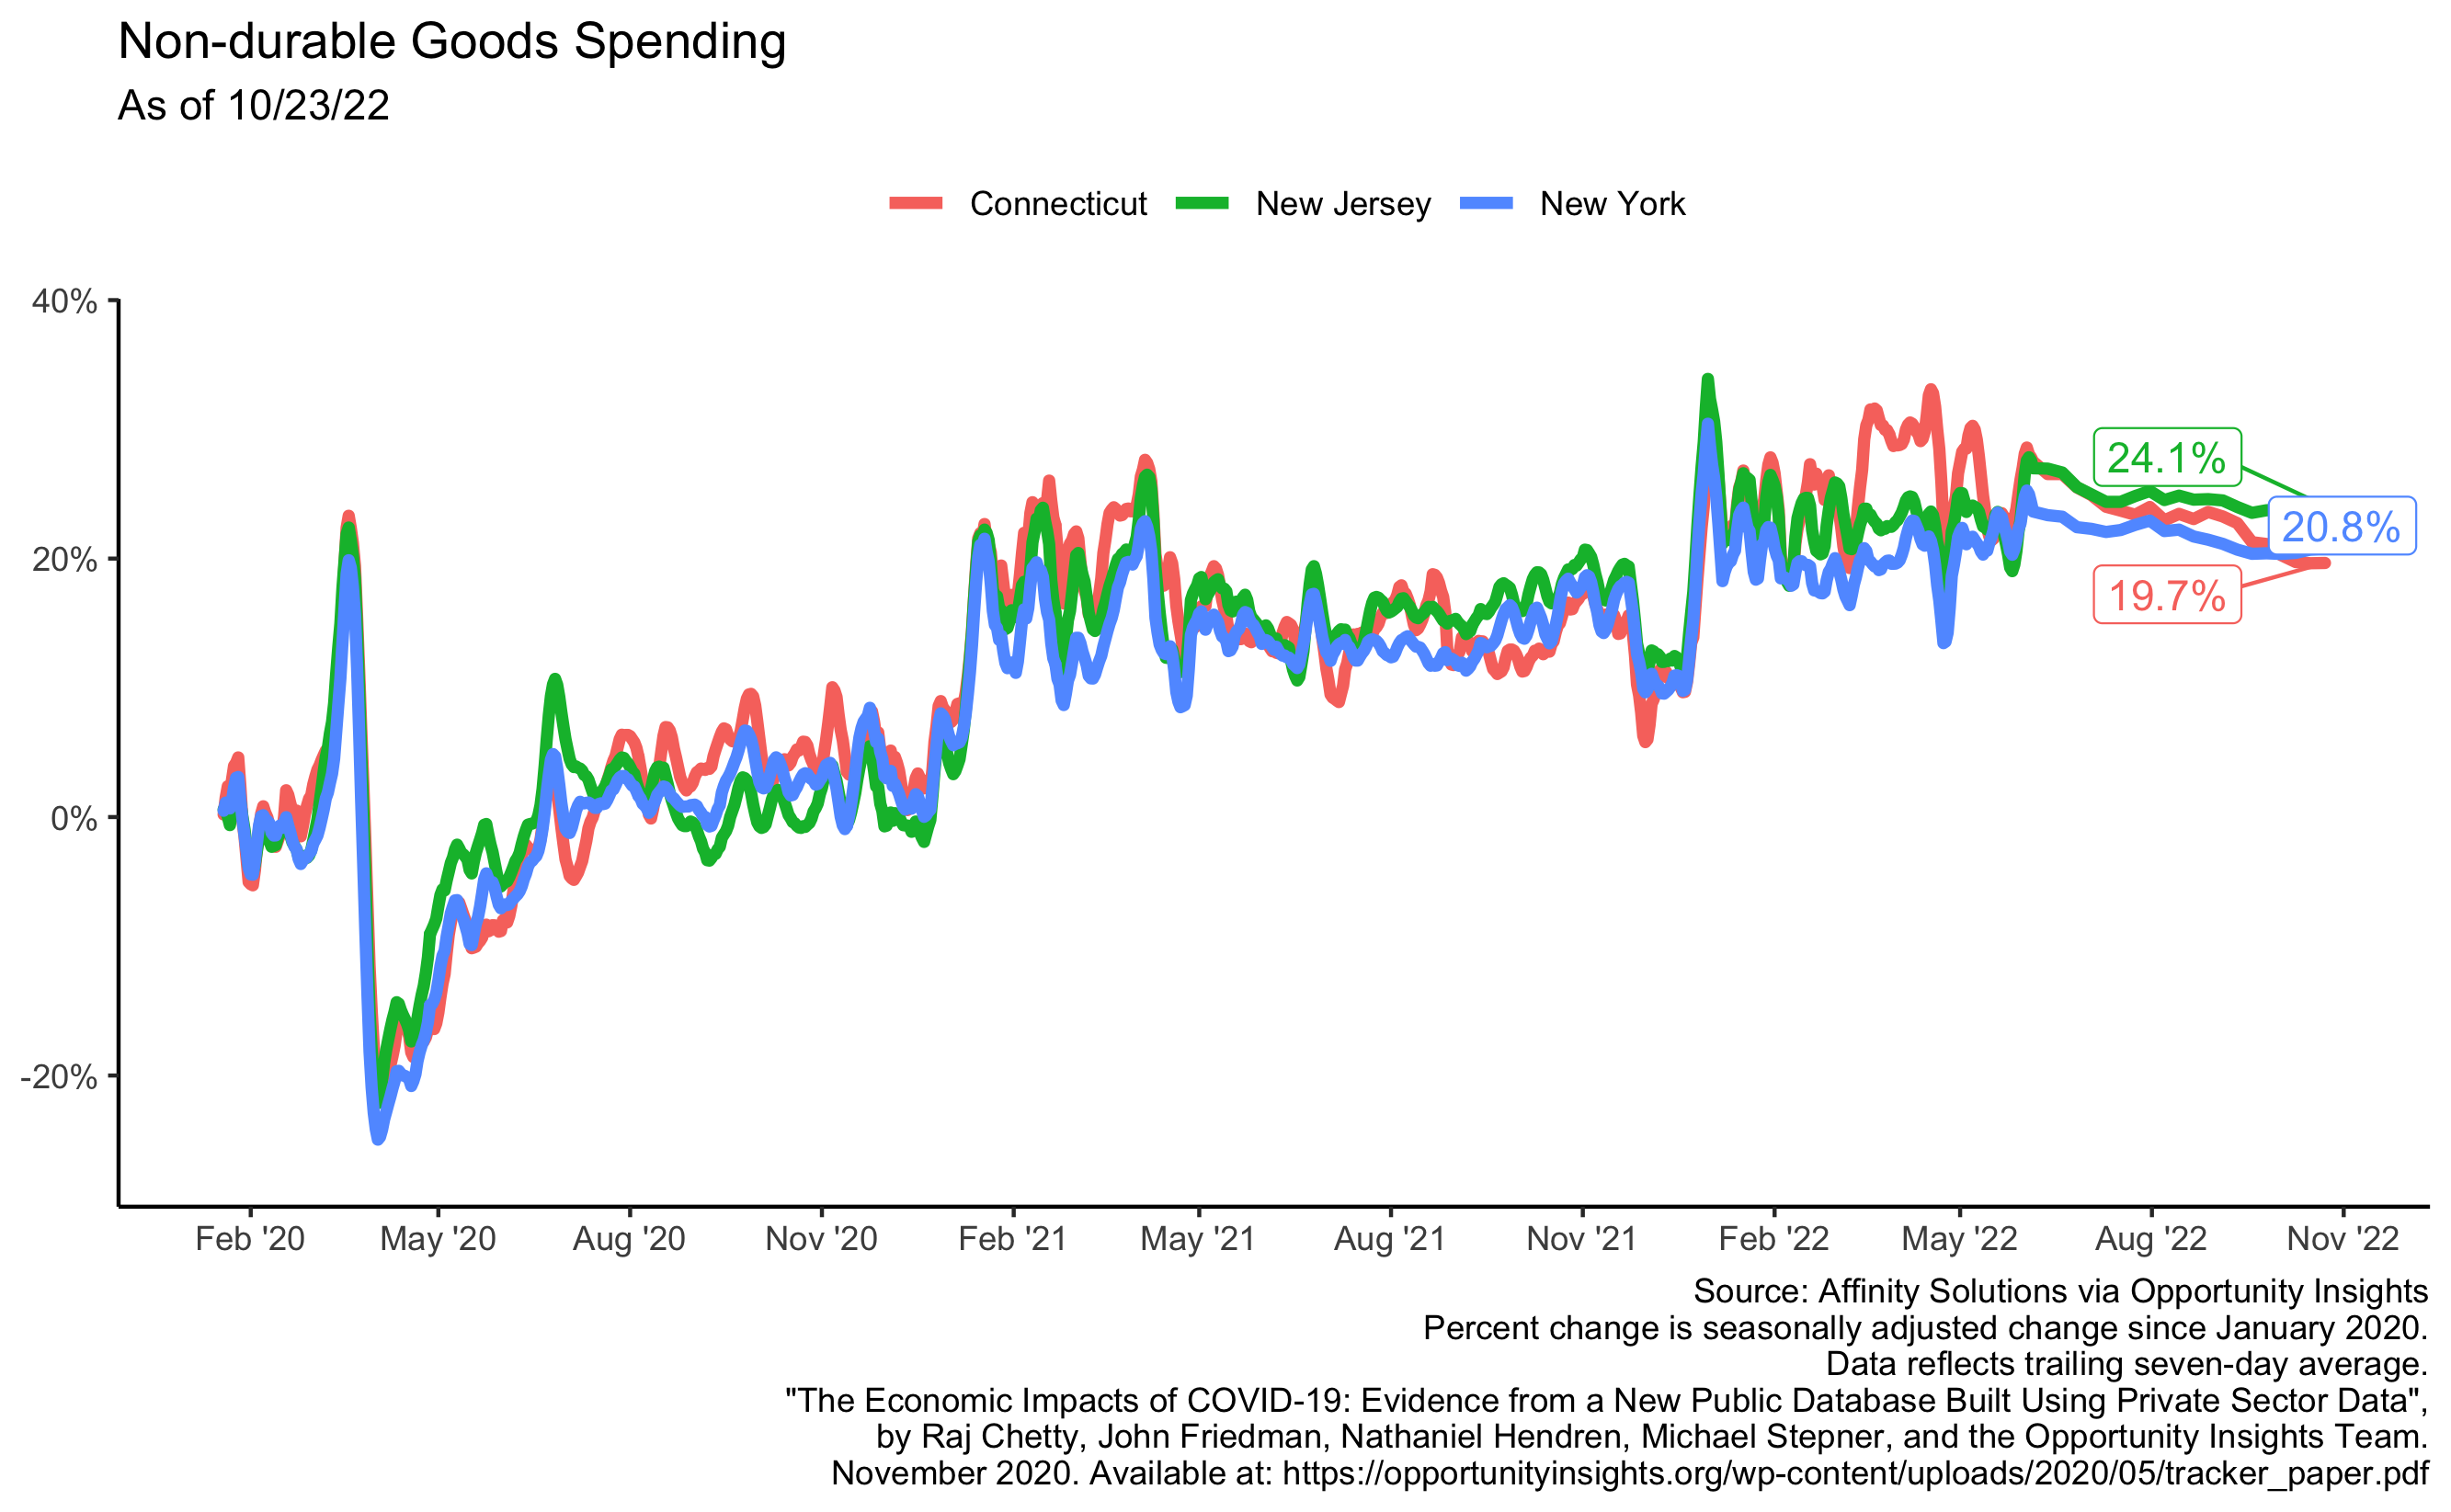 Non-durable Goods Spending
As of 10/23/22
Connecticut New Jersey New York
40%
20%
0%
-20%
24.1%
20.8%
19.7%
Feb '20 May '20 Aug '20 Nov '20 Feb '21 May '21 Aug '21 Nov '21 Feb '22 May '22 Aug '22 Nov '22
Source: Affinity Solutions via Opportunity Insights
Percent change is seasonally adjusted change since January 2020.
Data reflects trailing seven-day average.
"The Economic Impacts of COVID-19: Evidence from a New Public Database Built Using Private Sector Data",
by Raj Chetty, John Friedman, Nathaniel Hendren, Michael Stepner, and the Opportunity Insights Team.
November 2020. Available at: https://opportunityinsights.org/wp-content/uploads/2020/05/tracker_paper.pdf